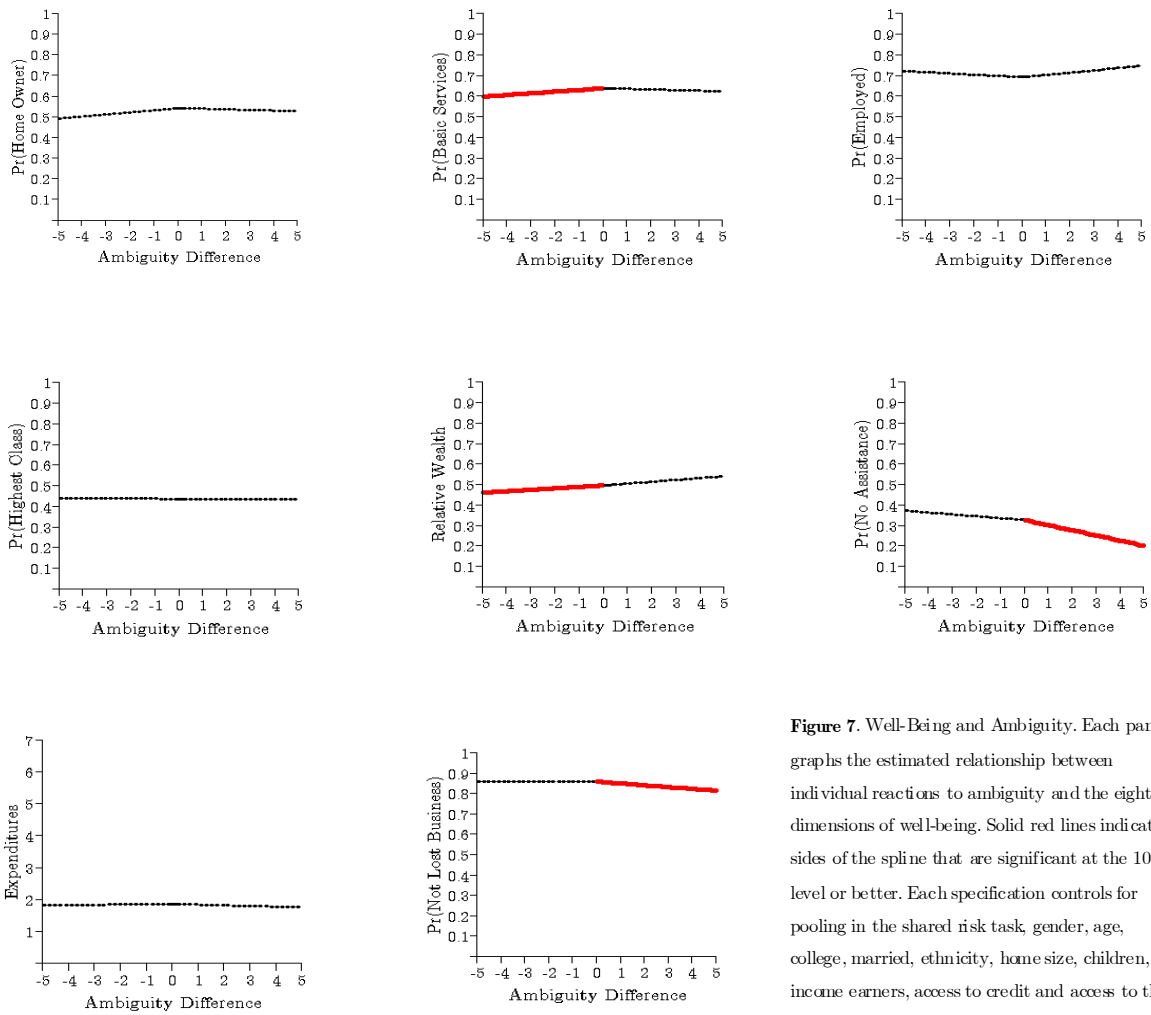 Pr(Home Owner)
1
0.9
0.8
0.7
0.6
0.5
0.4
0.3
0.2
0.1
-5 -4 -3 -2 -1 0 1 2 3 4 5
Ambiguity Difference
Pr(Basic Services)
1
0.9
0.8
0.7
0.6
0.5
0.4
0.3
0.2
0.1
-5 -4 -3 -2 -1 0 1 2 3 4 5
Ambiguity Difference
Pr(Employed)
1
0.9
0.8
0.7
0.6
0.5
0.4
0.3
0.2
0.1
-5 -4 -3 -2 -1 0 1 2 3 4 5
Ambiguity Difference
Pr(Highest Class)
1
0.9
0.8
0.7
0.6
0.5
0.4
0.3
0.2
0.1
-5 -4 -3 -2 -1 0 1 2 3 4 5
Ambiguity Difference
Relative Wealth
1
0.9
0.8
0.7
0.6
0.5
0.4
0.3
0.2
0.1
-5 -4 -3 -2 -1 0 1 2 3 4 5
Ambiguity Difference
Pr(No Assistance)
1
0.9
0.8
0.7
0.6
0.5
0.4
0.3
0.2
0.1
-5 -4 -3 -2 -1 0 1 2 3 4 5
Ambiguity Difference
Expenditures
7
6
5
4
3
2
1
-5 -4 -3 -2 -1 0 1 2 3 4 5
Ambiguity Difference
Pr(Not Lost Business)
1
0.9
0.8
0.7
0.6
0.5
0.4
0.3
0.2
0.1
-5 -4 -3 -2 -1 0 1 2 3 4 5
Ambiguity Difference
Figure 7. Well-Being and Ambiguity. Each
graphs the estimated relationship between
individual reactions to ambiguity and the eight
dimensions of well-being. Solid red lines
sides of the spline that are significant at the 10
level or better. Each specification controls for
pooling in the shared risk task, gender, age,
college, married, ethnicity, home size, children,
income earners, access to credit and access to